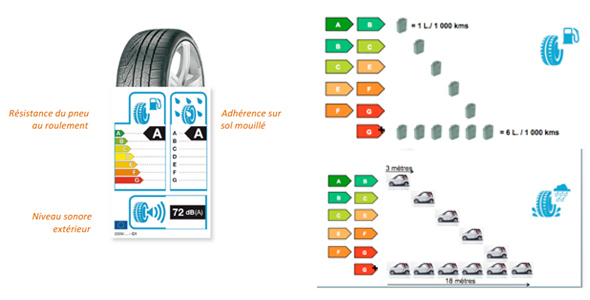 Résistance du pneu
au roulement
Adhérence sur
sol mouillé
A
B
C
D
E
F
G
A
A
B
C
D
E
F
G
A
Niveau sonore
extérieur
72 dB(A)
A B = 1 L./ 1 000 kms
B C
C E
E F
F G
G = 6 L. / 1 000 kms
3 mètres
A B
B C
C E
E F
F G
G
18 mètres